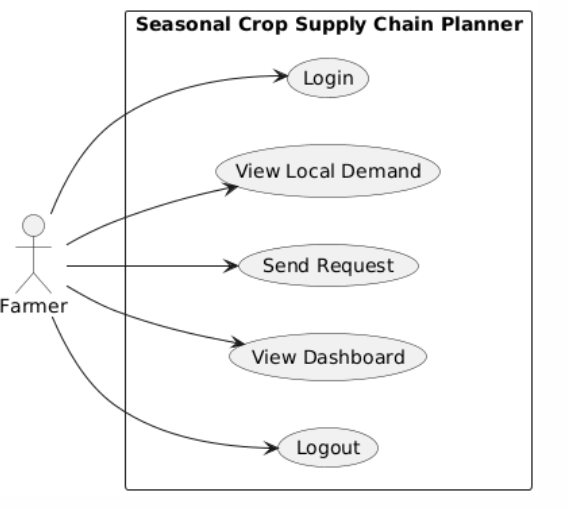 Seasonal Crop Supply Chain Planner
Login
View Local Demand
Send Request
Farmer
View Dashboard
Logout